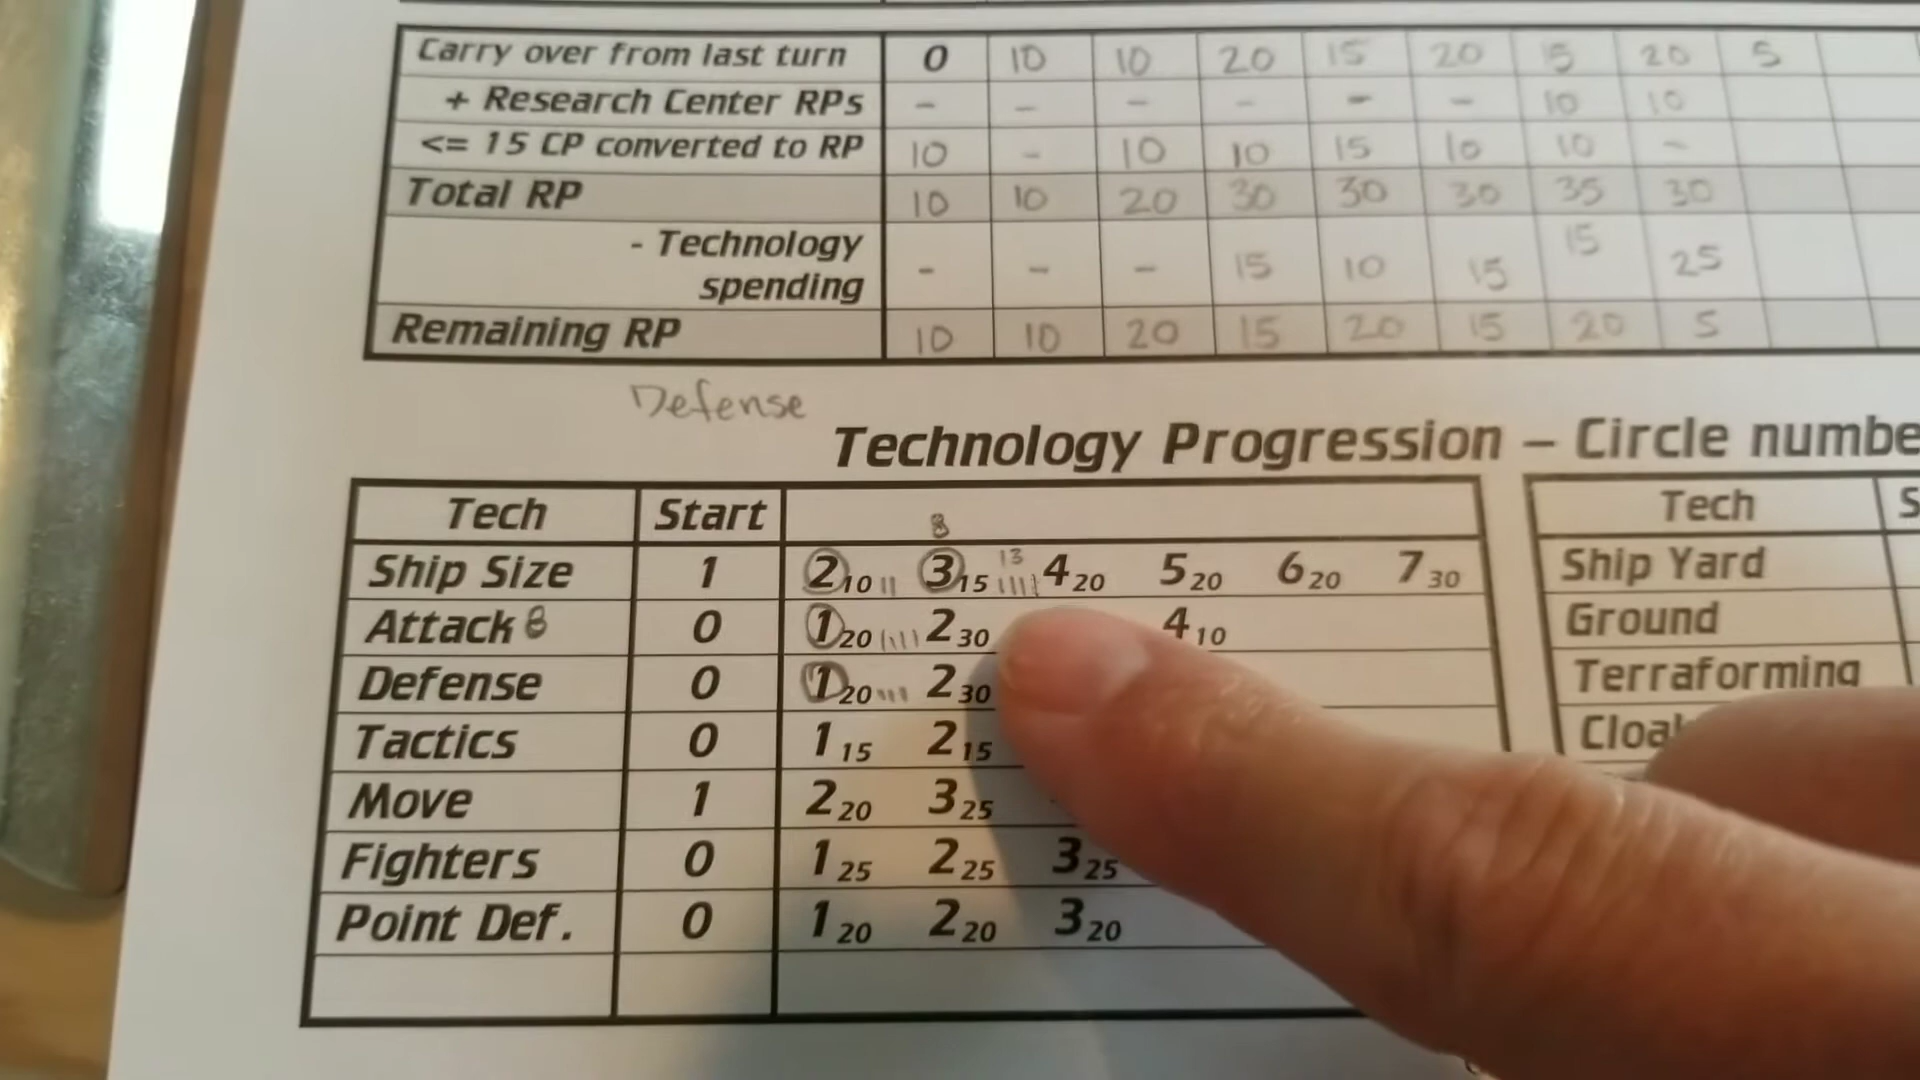 Carry over from last turn 0 10 10 20 15 20 15 20 5
+ Research Center RPs - - - - - - 10 10
<= 15 CP converted to RP 10 - 10 10 15 10 10 -
Total RP 10 10 20 30 30 30 35 30
- Technology spending - - - 15 10 15 15 25
Remaining RP 10 10 20 15 20 15 20 5
Defense
Technology Progression – Circle numbe
Tech Start 8
Ship Size 1 2 10 3 15 13 4 20 5 20 6 20 7 30
Attack 8 0 1 20 2 30 4 10
Defense 0 1 20 2 30
Tactics 0 1 15 2 15
Move 1 2 20 3 25
Fighters 0 1 25 2 25 3 25
Point Def. 0 1 20 2 20 3 20
Tech S
Ship Yard
Ground
Terraforming
Cloa